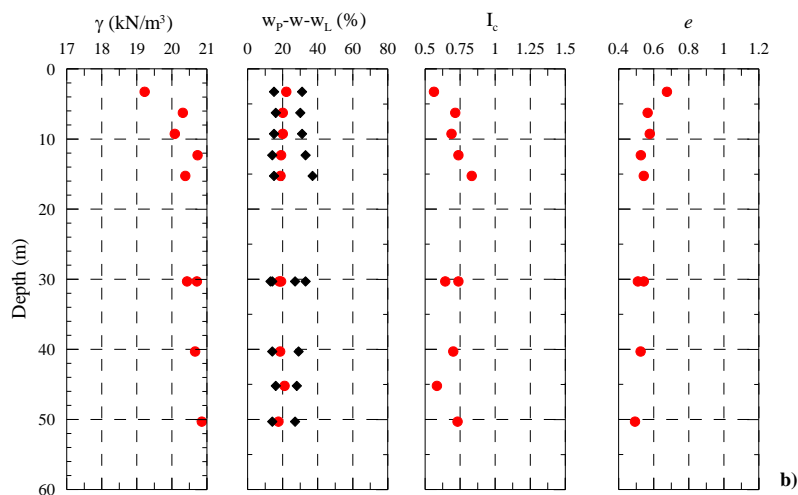 γ (kN/m³)
w_P-w-w_L (%)
I_c
e
17 18 19 20 21
0 20 40 60 80
0.5 0.75 1 1.25 1.5
0.4 0.6 0.8 1 1.2
0
10
20
30
40
50
60
Depth (m)
b)